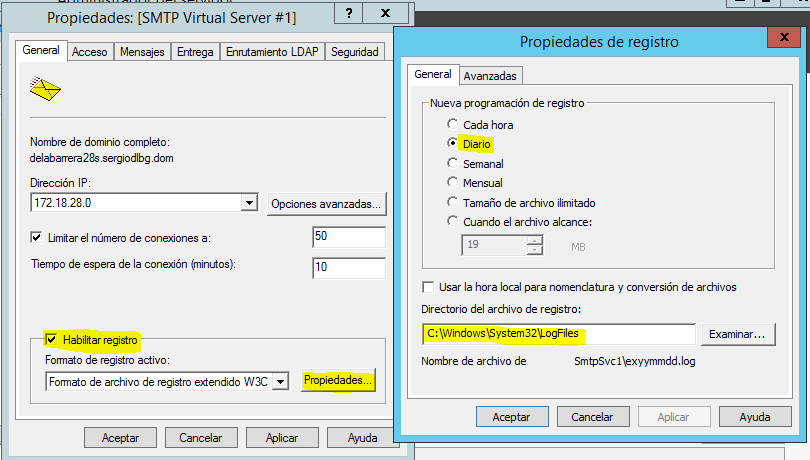 Administrador del servidor
Propiedades: [SMTP Virtual Server #1]
?
X
General
Acceso
Mensajes
Entrega
Enrutamiento LDAP
Seguridad
Nombre de dominio completo:
delabarrera28s.sergiodlbg.dom
Dirección IP:
172.18.28.0
Opciones avanzadas...
Limitar el número de conexiones a:
50
Tiempo de espera de la conexión (minutos):
10
Habilitar registro
Formato de registro activo:
Formato de archivo de registro extendido W3C
Propiedades...
Aceptar
Cancelar
Aplicar
Ayuda
Propiedades de registro
X
General
Avanzadas
Nueva programación de registro
Cada hora
Diario
Semanal
Mensual
Tamaño de archivo ilimitado
Cuando el archivo alcance:
19
MB
Usar la hora local para nomenclatura y conversión de archivos
Directorio del archivo de registro:
C:\Windows\System32\LogFiles
Examinar...
Nombre de archivo de
SmtpSvc1\exyymmdd.log
Aceptar
Cancelar
Aplicar
Ayuda